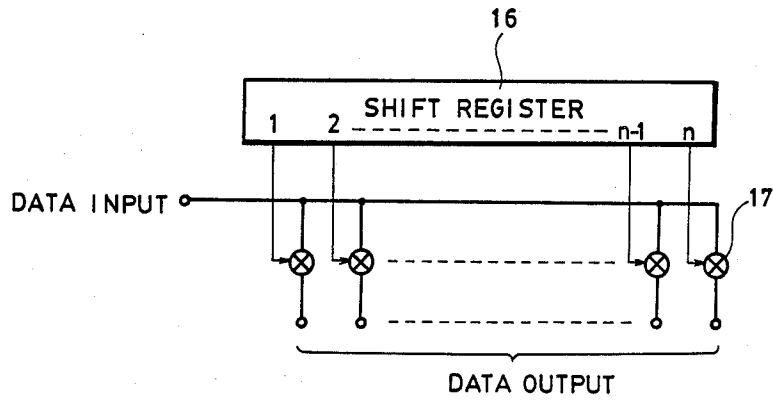 16
SHIFT REGISTER
1 2 n-1 n
DATA INPUT
17
DATA OUTPUT